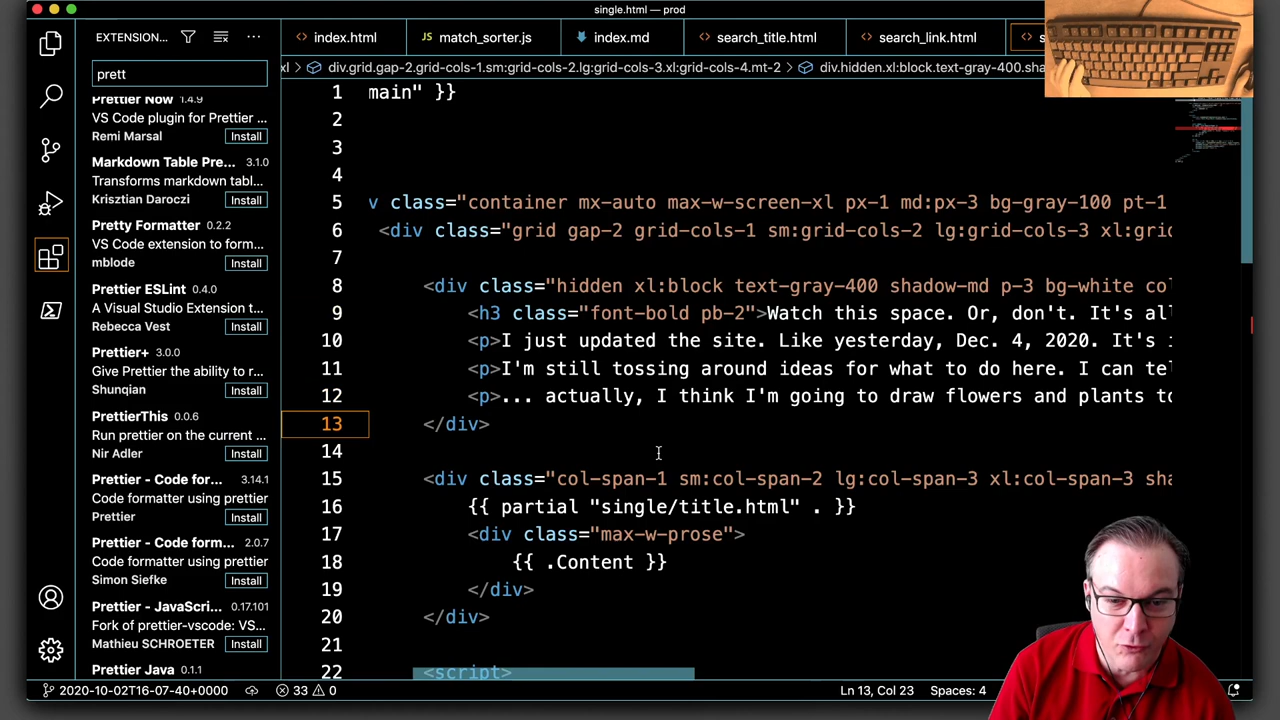 single.html — prod
EXTENSION...
index.html
match_sorter.js
index.md
search_title.html
search_link.html
prett
div.grid.gap-2.grid-cols-1.sm:grid-cols-2.lg:grid-cols-3.xl:grid-cols-4.mt-2
div.hidden.xl:block.text-gray-400.sha
Prettier Now 1.4.9
VS Code plugin for Prettier ...
Remi Marsal
Install
Markdown Table Pre... 3.1.0
Transforms markdown tabl...
Krisztian Daroczi
Install
Pretty Formatter 0.2.2
VS Code extension to form...
mblode
Install
Prettier ESLint 0.4.0
A Visual Studio Extension t...
Rebecca Vest
Install
Prettier+ 3.0.0
Give Prettier the ability to r...
Shunqian
Install
PrettierThis 0.0.6
Run prettier on the current ...
Nir Adler
Install
Prettier - Code for... 3.14.1
Code formatter using prettier
Prettier
Install
Prettier - Code form... 2.0.7
Code formatter using prettier
Simon Siefke
Install
Prettier - JavaScri... 0.17.101
Fork of prettier-vscode: VS...
Mathieu SCHROETER
Install
Prettier Java 0.1.1
1 main" }}
2
3
4
5 v class="container mx-auto max-w-screen-xl px-1 md:px-3 bg-gray-100 pt-1
6 <div class="grid gap-2 grid-cols-1 sm:grid-cols-2 lg:grid-cols-3 xl:grid
7
8 <div class="hidden xl:block text-gray-400 shadow-md p-3 bg-white co
9 <h3 class="font-bold pb-2">Watch this space. Or, don't. It's al
10 <p>I just updated the site. Like yesterday, Dec. 4, 2020. It's
11 <p>I'm still tossing around ideas for what to do here. I can te
12 <p>... actually, I think I'm going to draw flowers and plants to
13 </div>
14
15 <div class="col-span-1 sm:col-span-2 lg:col-span-3 xl:col-span-3 sha
16 {{ partial "single/title.html" . }}
17 <div class="max-w-prose">
18 {{ .Content }}
19 </div>
20 </div>
21
22 <script>
2020-10-02T16-07-40+0000
33
0
Ln 13, Col 23
Spaces: 4